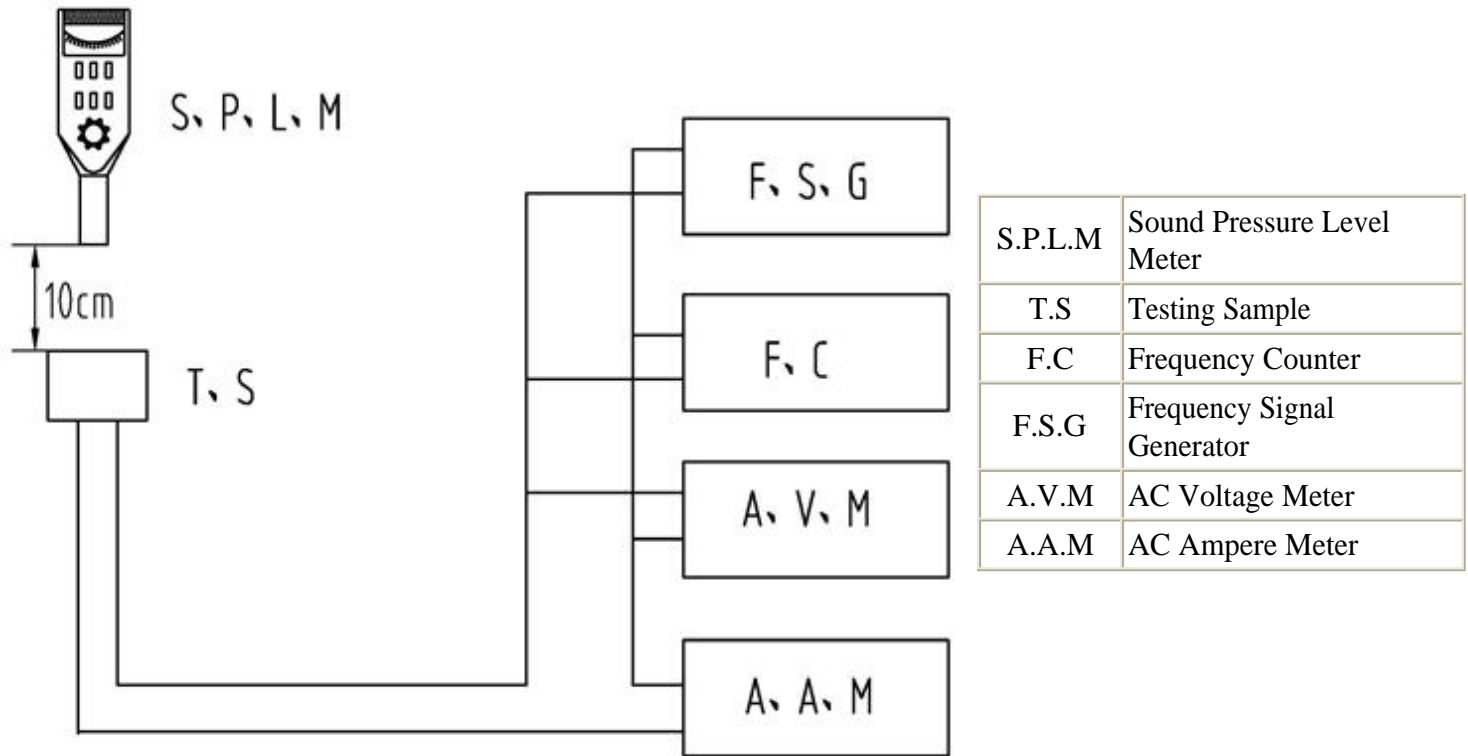 S、P、L、M
10cm
T、S
F、S、G
F、C
A、V、M
A、A、M
S.P.L.M
Sound Pressure Level
Meter
T.S
Testing Sample
F.C
Frequency Counter
F.S.G
Frequency Signal
Generator
A.V.M
AC Voltage Meter
A.A.M
AC Ampere Meter